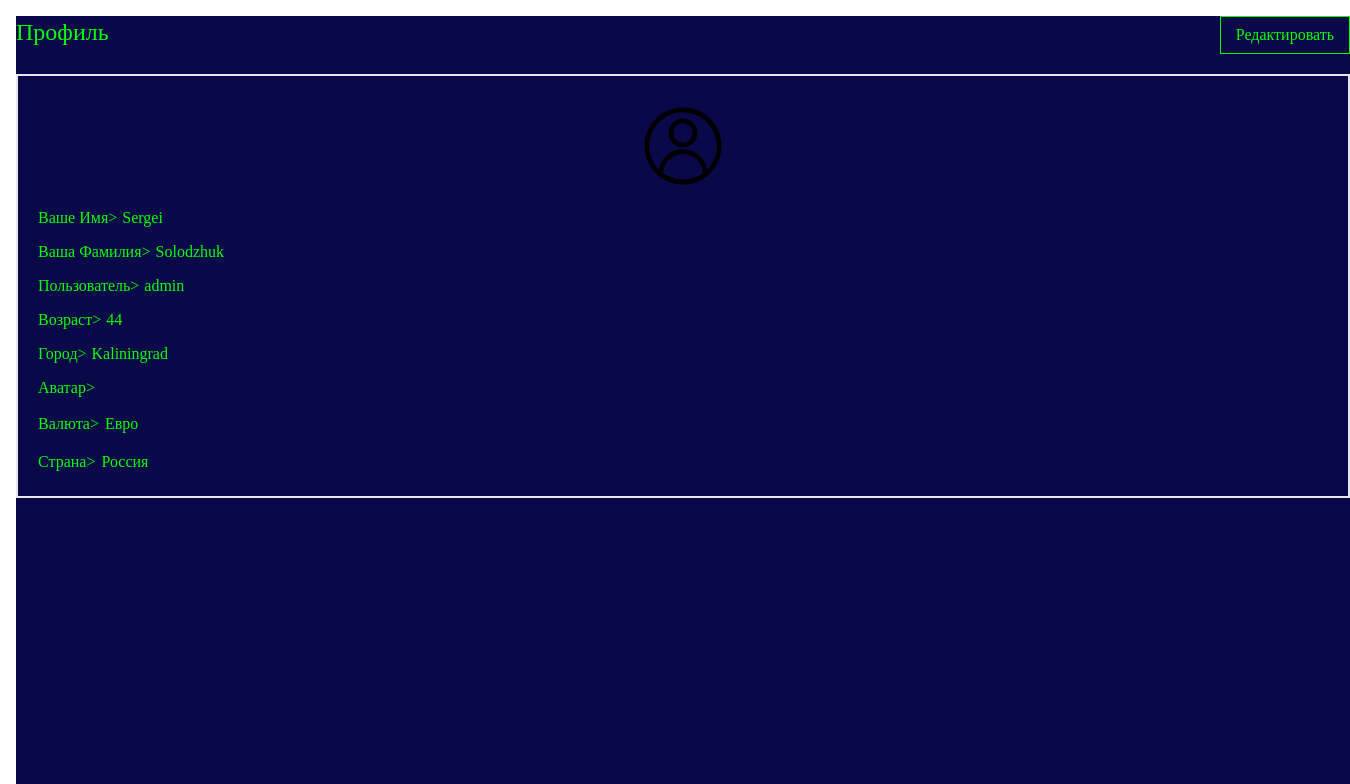 Профиль
Редактировать
Ваше Имя> Sergei
Ваша Фамилия> Solodzhuk
Пользователь> admin
Возраст> 44
Город> Kaliningrad
Аватар>
Валюта> Евро
Страна> Россия